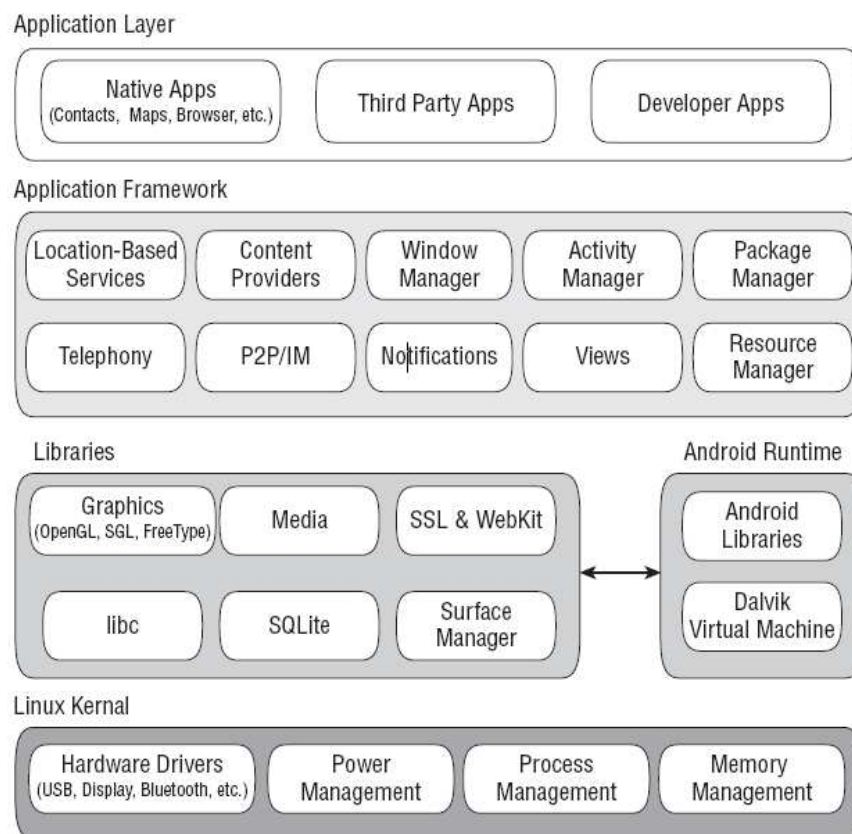 Application Layer
Native Apps
(Contacts, Maps, Browser, etc.)
Third Party Apps
Developer Apps
Application Framework
Location-Based
Services
Content
Providers
Window
Manager
Activity
Manager
Package
Manager
Telephony
P2P/IM
Notifications
Views
Resource
Manager
Libraries
Graphics
(OpenGL, SGL, FreeType)
Media
SSL & WebKit
libc
SQLite
Surface
Manager
Android Runtime
Android
Libraries
Dalvik
Virtual Machine
Linux Kernal
Hardware Drivers
(USB, Display, Bluetooth, etc.)
Power
Management
Process
Management
Memory
Management